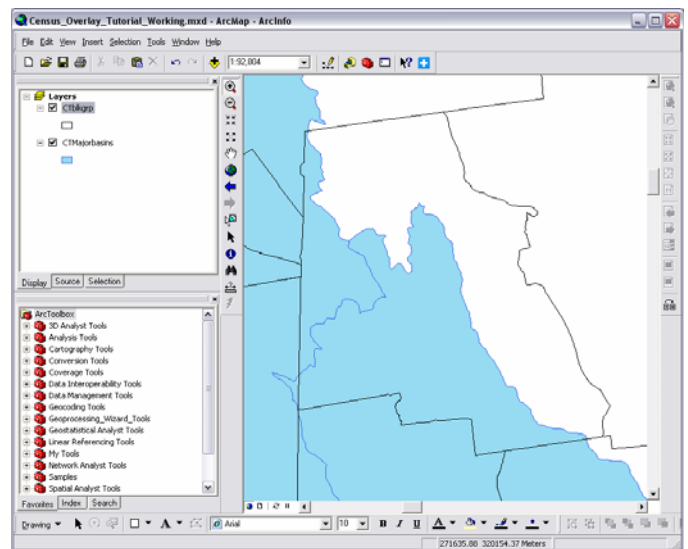 Census_Overlay_Tutorial_Working.mxd - ArcMap - ArcInfo
File Edit View Insert Selection Tools Window Help
1:92,804
Layers
CTblkgrp
CTMajorbasins
Display Source Selection
ArcToolbox
3D Analyst Tools
Analysis Tools
Cartography Tools
Conversion Tools
Coverage Tools
Data Interoperability Tools
Data Management Tools
Geocoding Tools
Geoprocessing_Wizard_Tools
Geostatistical Analyst Tools
Linear Referencing Tools
My Tools
Network Analyst Tools
Samples
Spatial Analyst Tools
Favorites Index Search
Drawing A Arial 10 B I U A
271635.88 320154.37 Meters